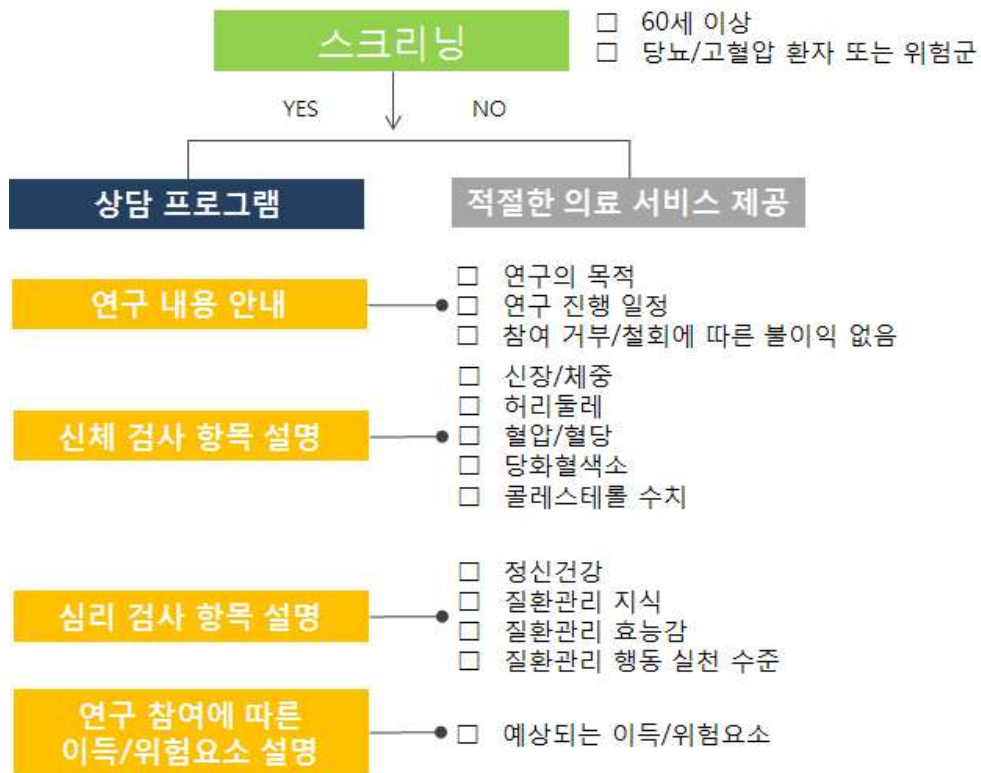 스크리닝
□ 60세 이상
□ 당뇨/고혈압 환자 또는 위험군
YES
NO
상담 프로그램
적절한 의료 서비스 제공
연구 내용 안내
□ 연구의 목적
□ 연구 진행 일정
□ 참여 거부/철회에 따른 불이익 없음
신체 검사 항목 설명
□ 신장/체중
□ 허리둘레
□ 혈압/혈당
□ 당화혈색소
□ 콜레스테롤 수치
심리 검사 항목 설명
□ 정신건강
□ 질환관리 지식
□ 질환관리 효능감
□ 질환관리 행동 실천 수준
연구 참여에 따른
이득/위험요소 설명
□ 예상되는 이득/위험요소